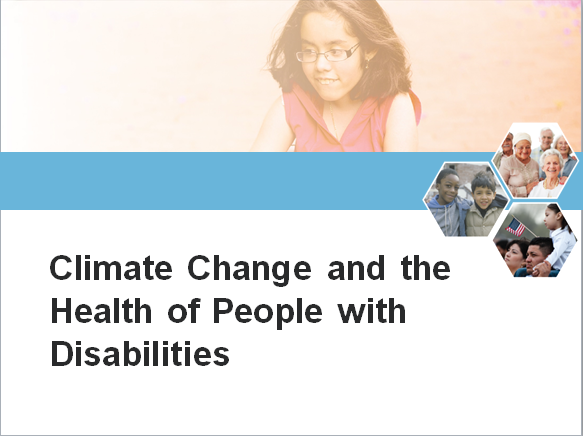 Climate Change and the
Health of People with
Disabilities